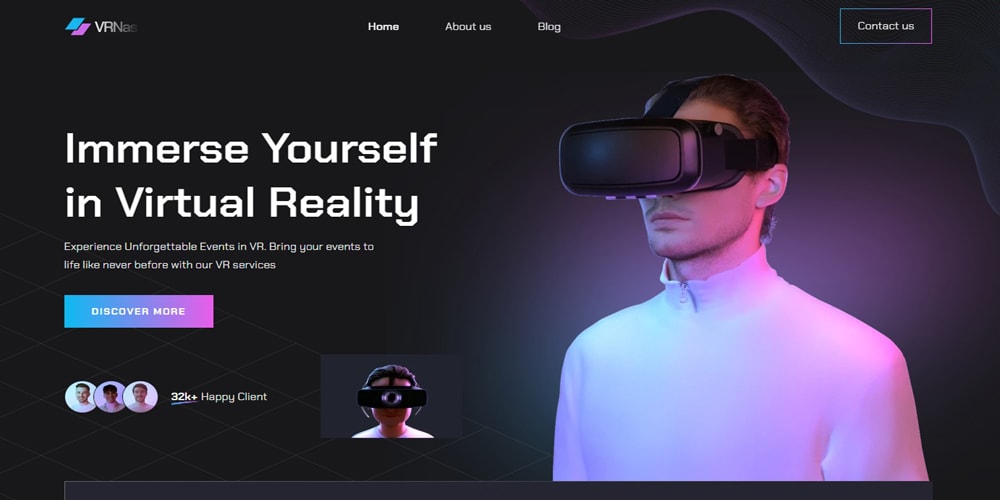 VRNas
Home
About us
Blog
Contact us
Immerse Yourself
in Virtual Reality
Experience Unforgettable Events in VR. Bring your events to
life like never before with our VR services
DISCOVER MORE
32k+ Happy Client